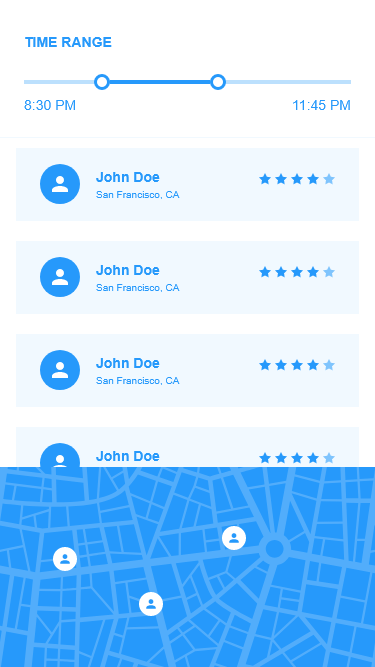 TIME RANGE
8:30 PM 11:45 PM
John Doe
San Francisco, CA
John Doe
San Francisco, CA
John Doe
San Francisco, CA
John Doe